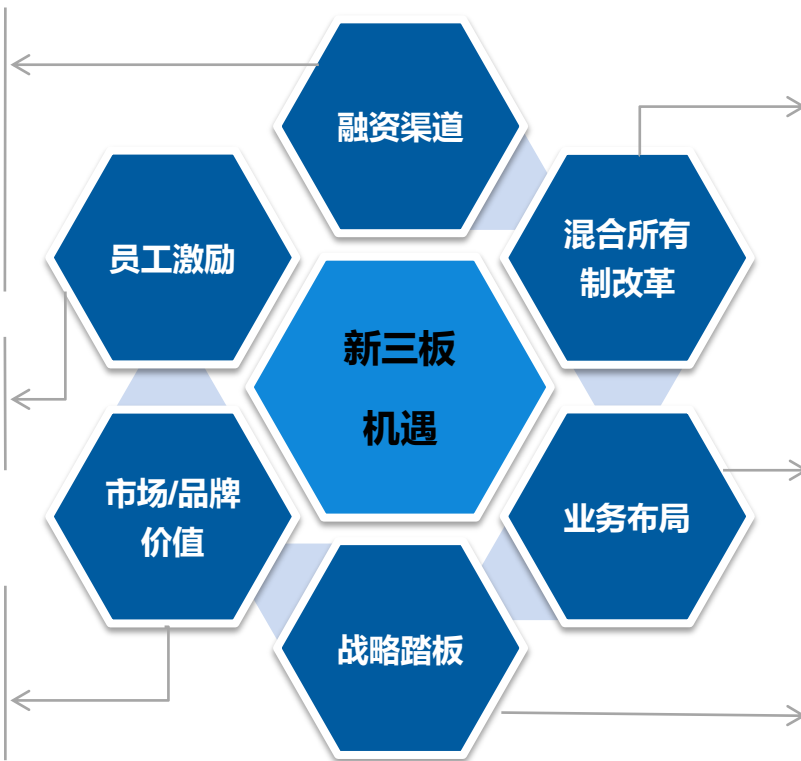 融资渠道
员工激励
混合所有
制改革
新三板
机遇
市场/品牌
价值
业务布局
战略踏板